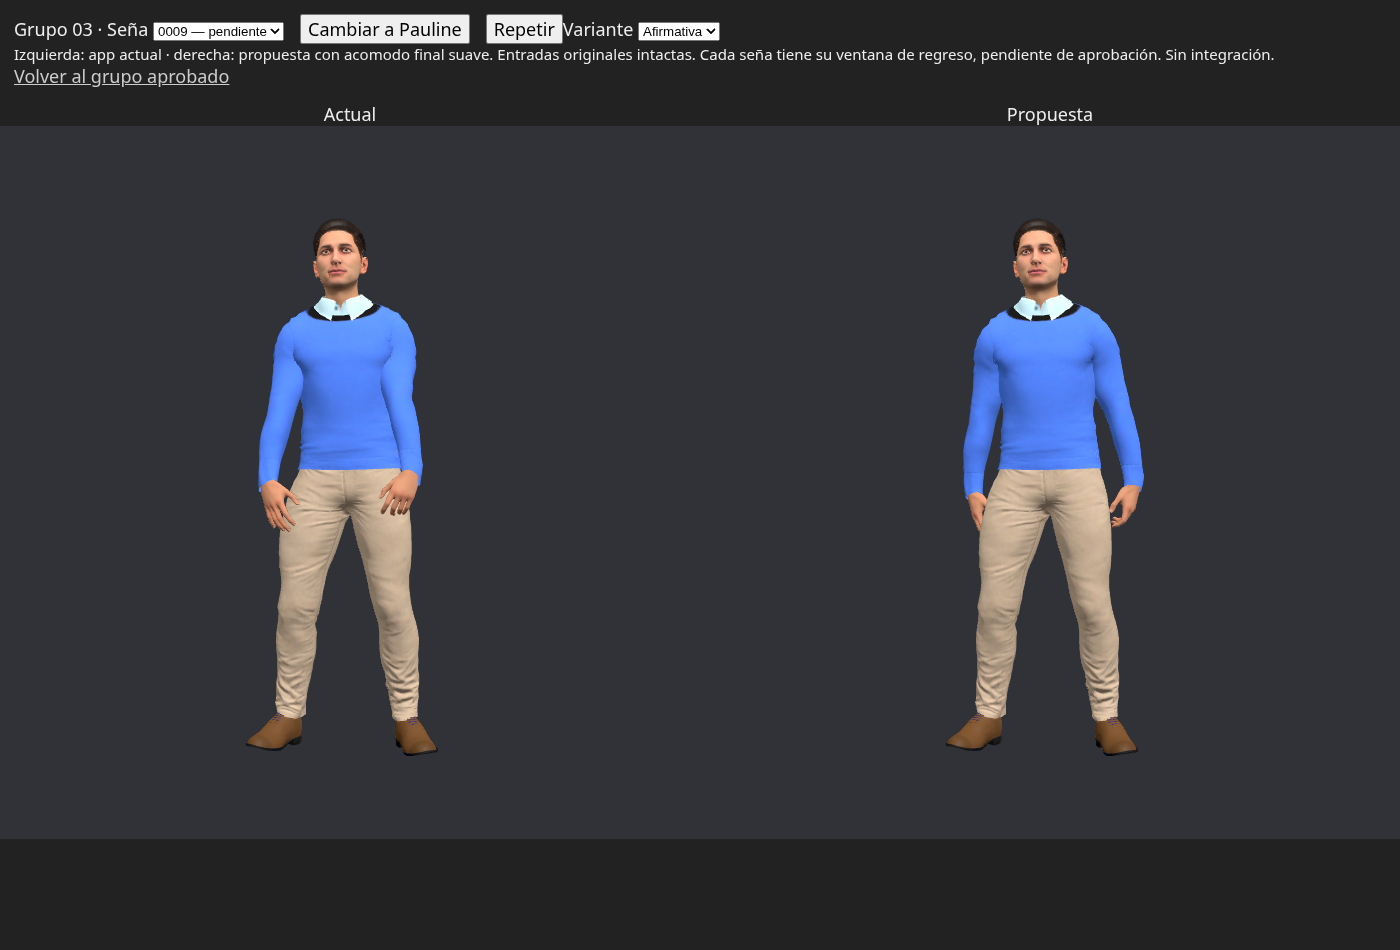 Grupo 03 · Seña 0009 — pendiente Cambiar a Pauline Repetir Variante Afirmativa
Izquierda: app actual · derecha: propuesta con acomodo final suave. Entradas originales intactas. Cada seña tiene su ventana de regreso, pendiente de aprobación. Sin integración.
Volver al grupo aprobado
Actual Propuesta